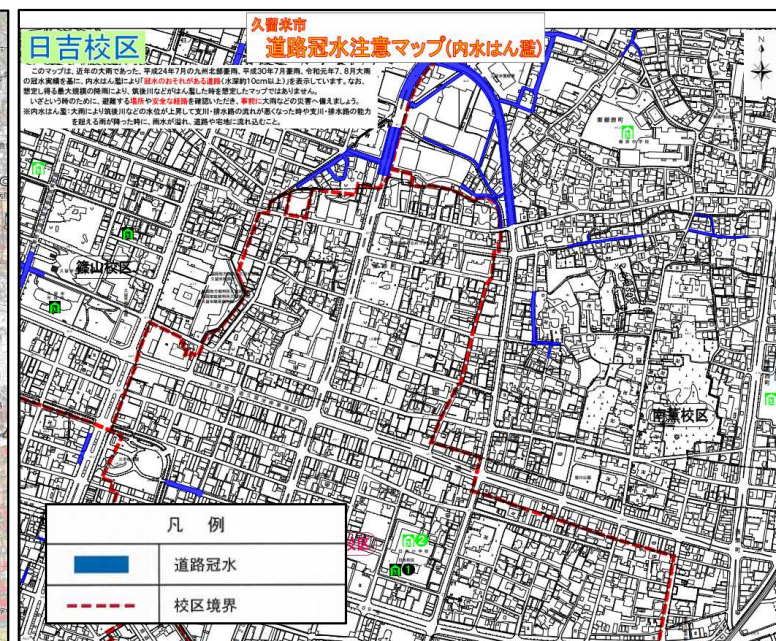 久留米市
道路冠水注意マップ(内水はん濫)
日吉校区
このマップは、近年の大雨であった、平成24年7月の九州北部豪雨、平成30年7月豪雨、令和元年7、8月大雨
の冠水実績を基に、内水はん濫により「冠水のおそれがある道路(水深約10cm以上)」を表示しています。なお、
想定し得る最大規模の降雨により、筑後川などがはん濫した時を想定したマップではありません。
いざという時のために、避難する場所や安全な経路を確認いただき、事前に大雨などの災害へ備えましょう。
※内水はん濫:大雨により筑後川などの水位が上昇して支川・排水路の流れが悪くなった時や支川・排水路の能力
を超える雨が降った時に、雨水が溢れ、道路や宅地に流れ込むこと。
篠山校区
南薫校区
校区
②
①
凡 例
道路冠水
校区境界